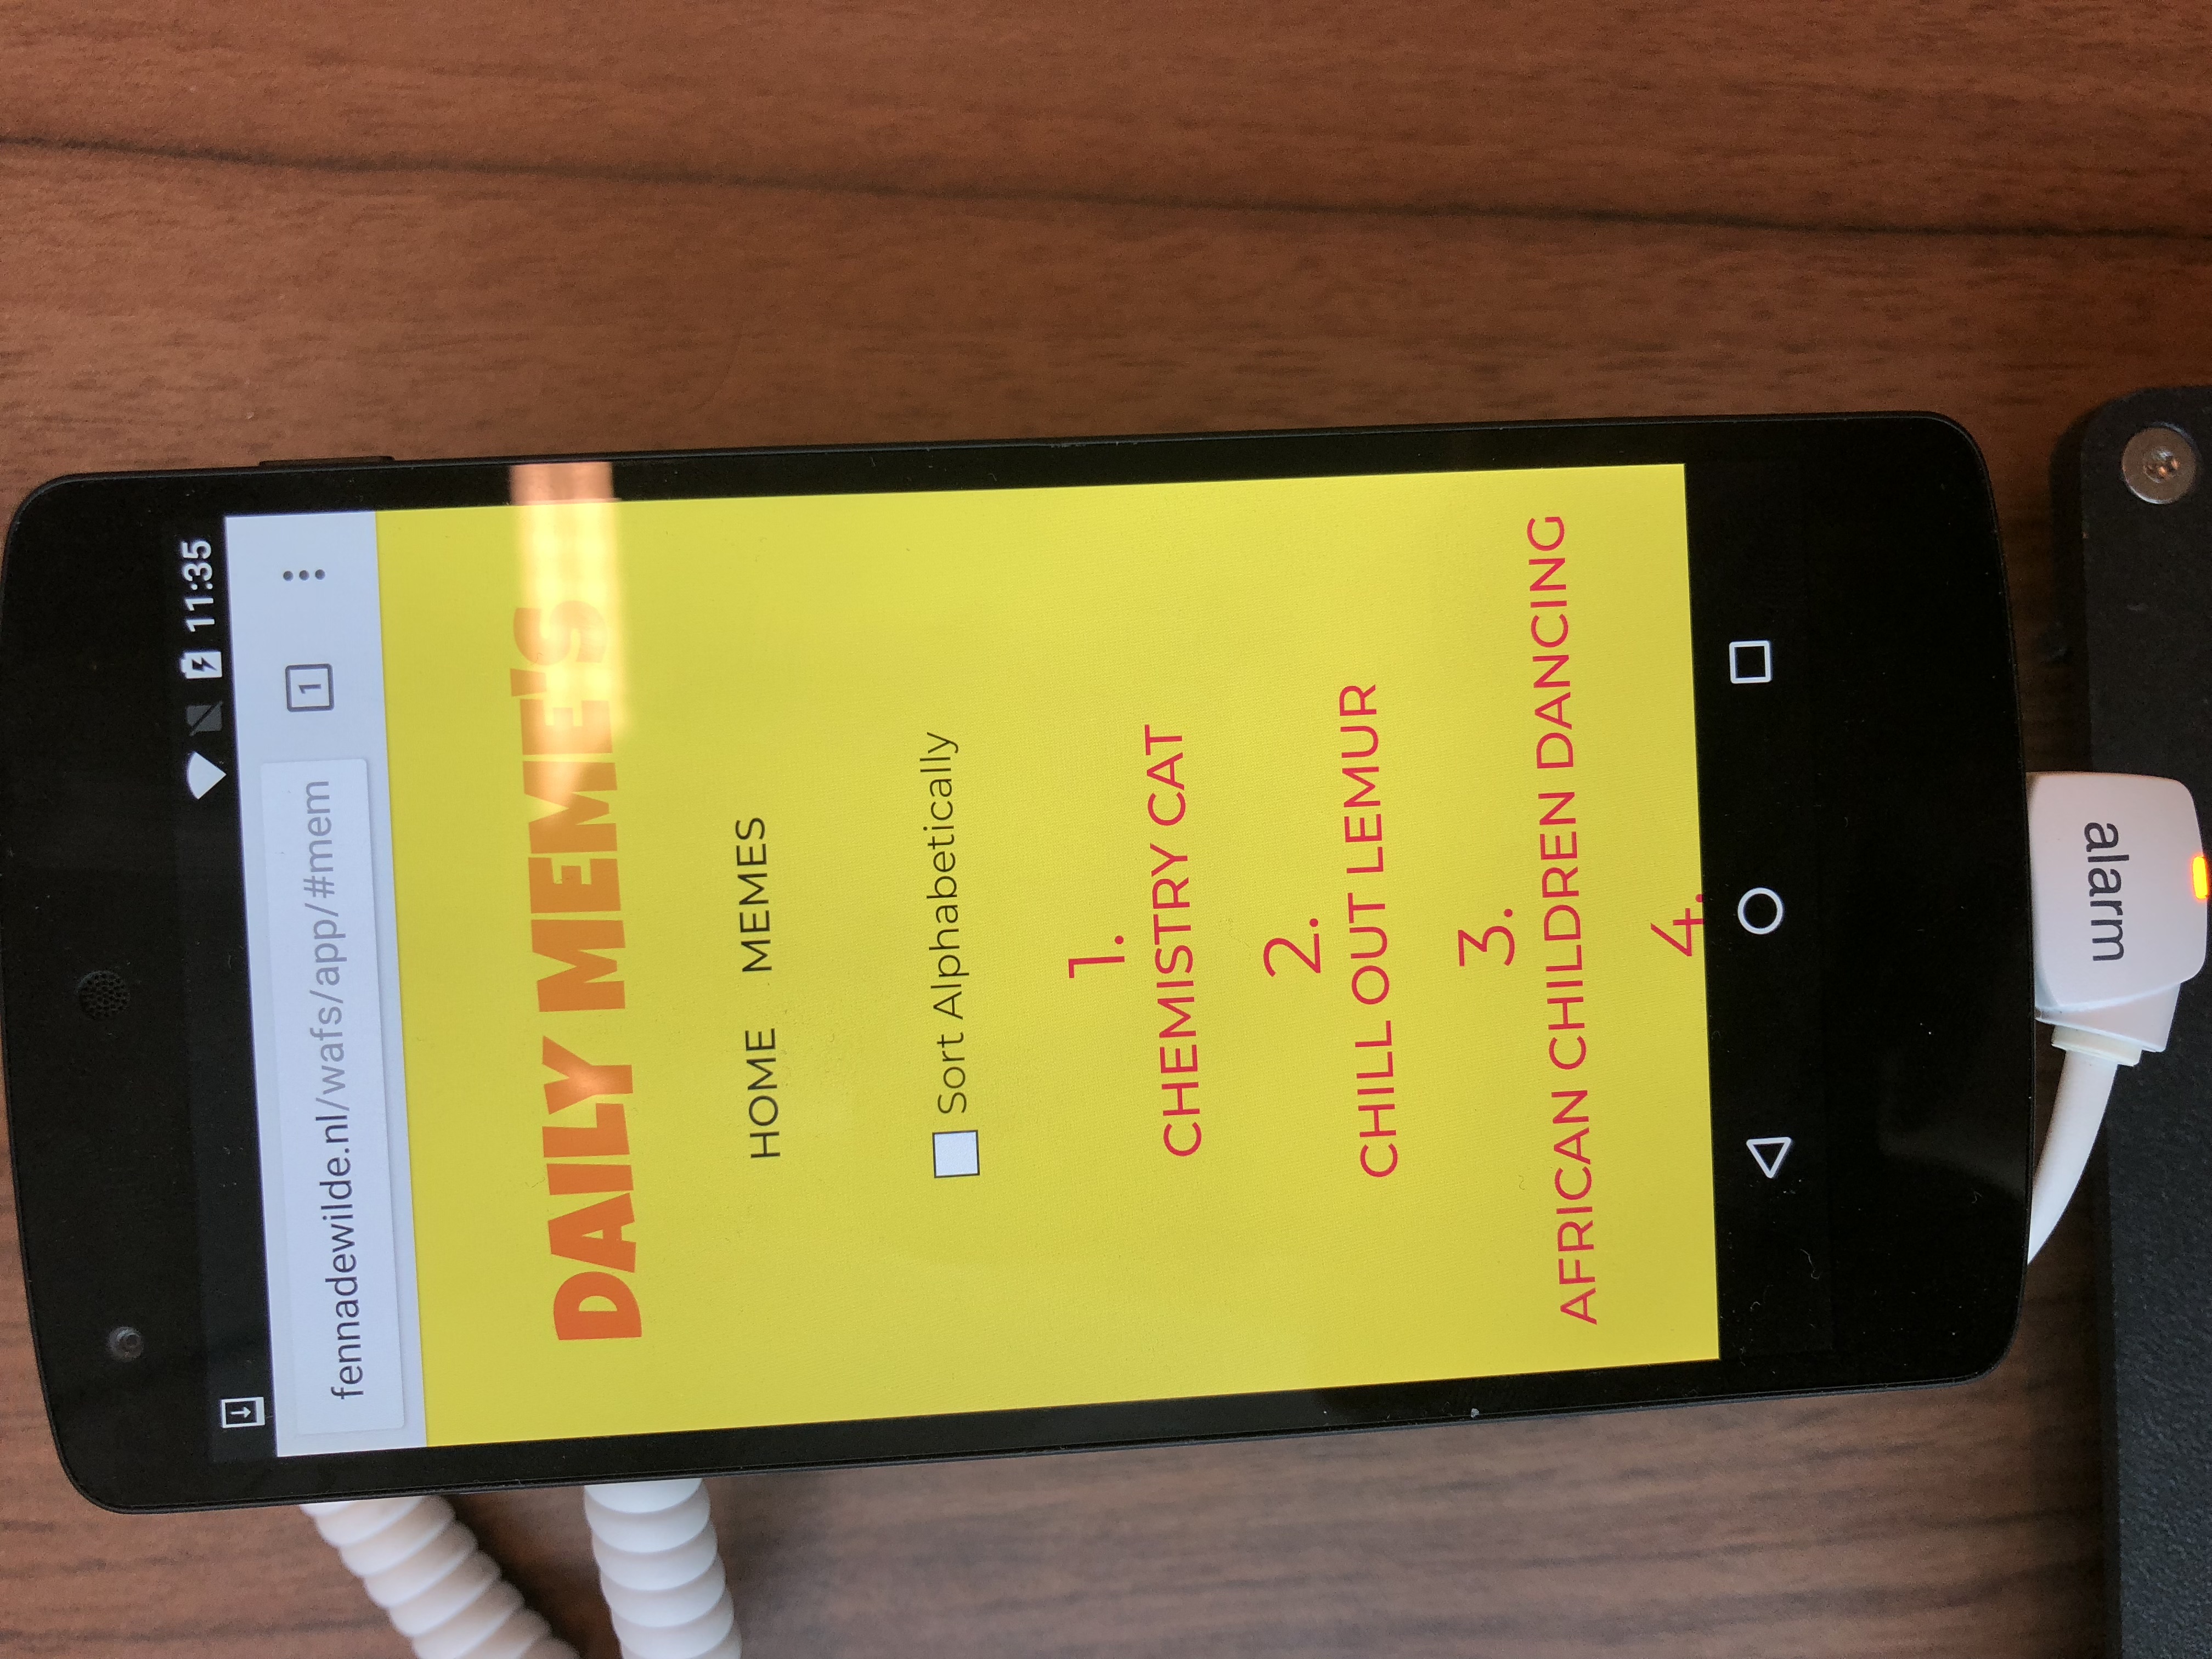 11:35
fennadewilde.nl/wafs/app/#mem
1
DAILY MEME'S
HOME MEMES
Sort Alphabetically
1.
CHEMISTRY CAT
2.
CHILL OUT LEMUR
3.
AFRICAN CHILDREN DANCING
4.
alarm